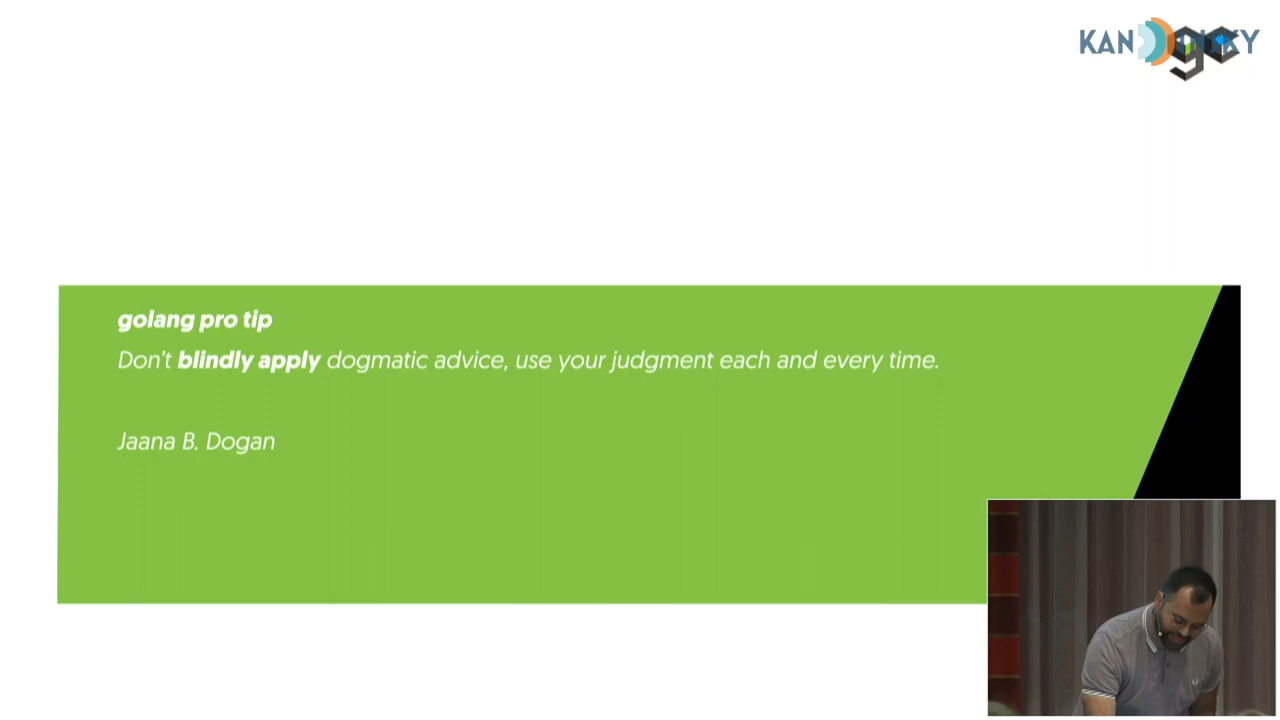 golang pro tip
Don't blindly apply dogmatic advice, use your judgment each and every time.
Jaana B. Dogan